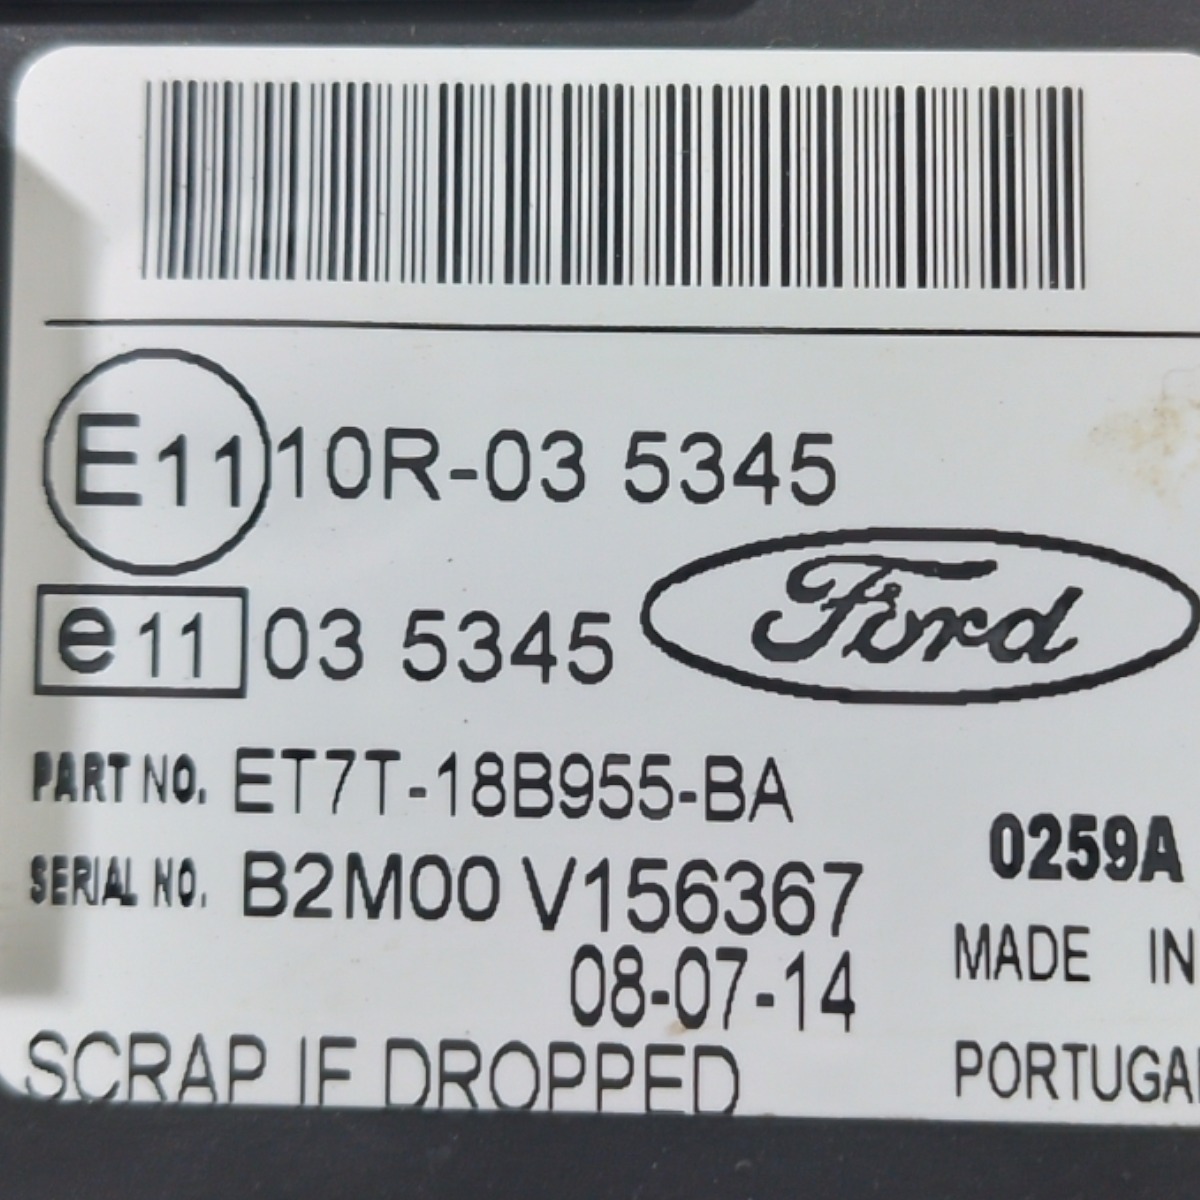 E11 10R-03 5345
e11 03 5345
Ford
PART NO. ET7T-18B955-BA
SERIAL NO. B2M00 V156367
0259A
08-07-14
MADE IN
PORTUGAL
SCRAP IF DROPPED